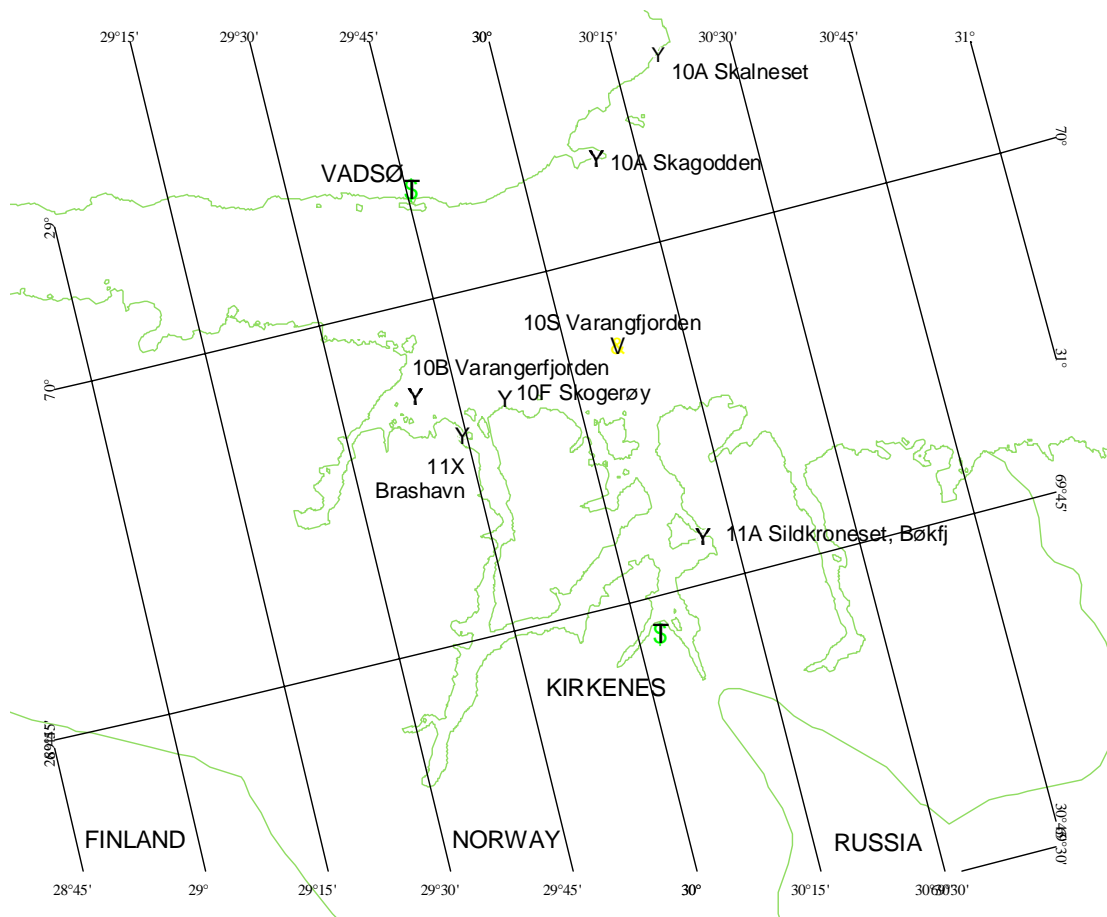 29°15'
29°30'
29°45'
30°
30°15'
30°30'
30°45'
31°
Y
10A Skalneset
70°
Y 10A Skagodden
VADSØ
T
S
29°
10S Varangfjorden
V
31°
10B Varangerfjorden
70°
Y
Y 10F Skogerøy
Y
11X
Brashavn
69°45'
Y 11A Sildkroneset, Bøkfj
T
S
KIRKENES
FINLAND
NORWAY
RUSSIA
28°45'
29°
29°15'
29°30'
29°45'
30°
30°15'